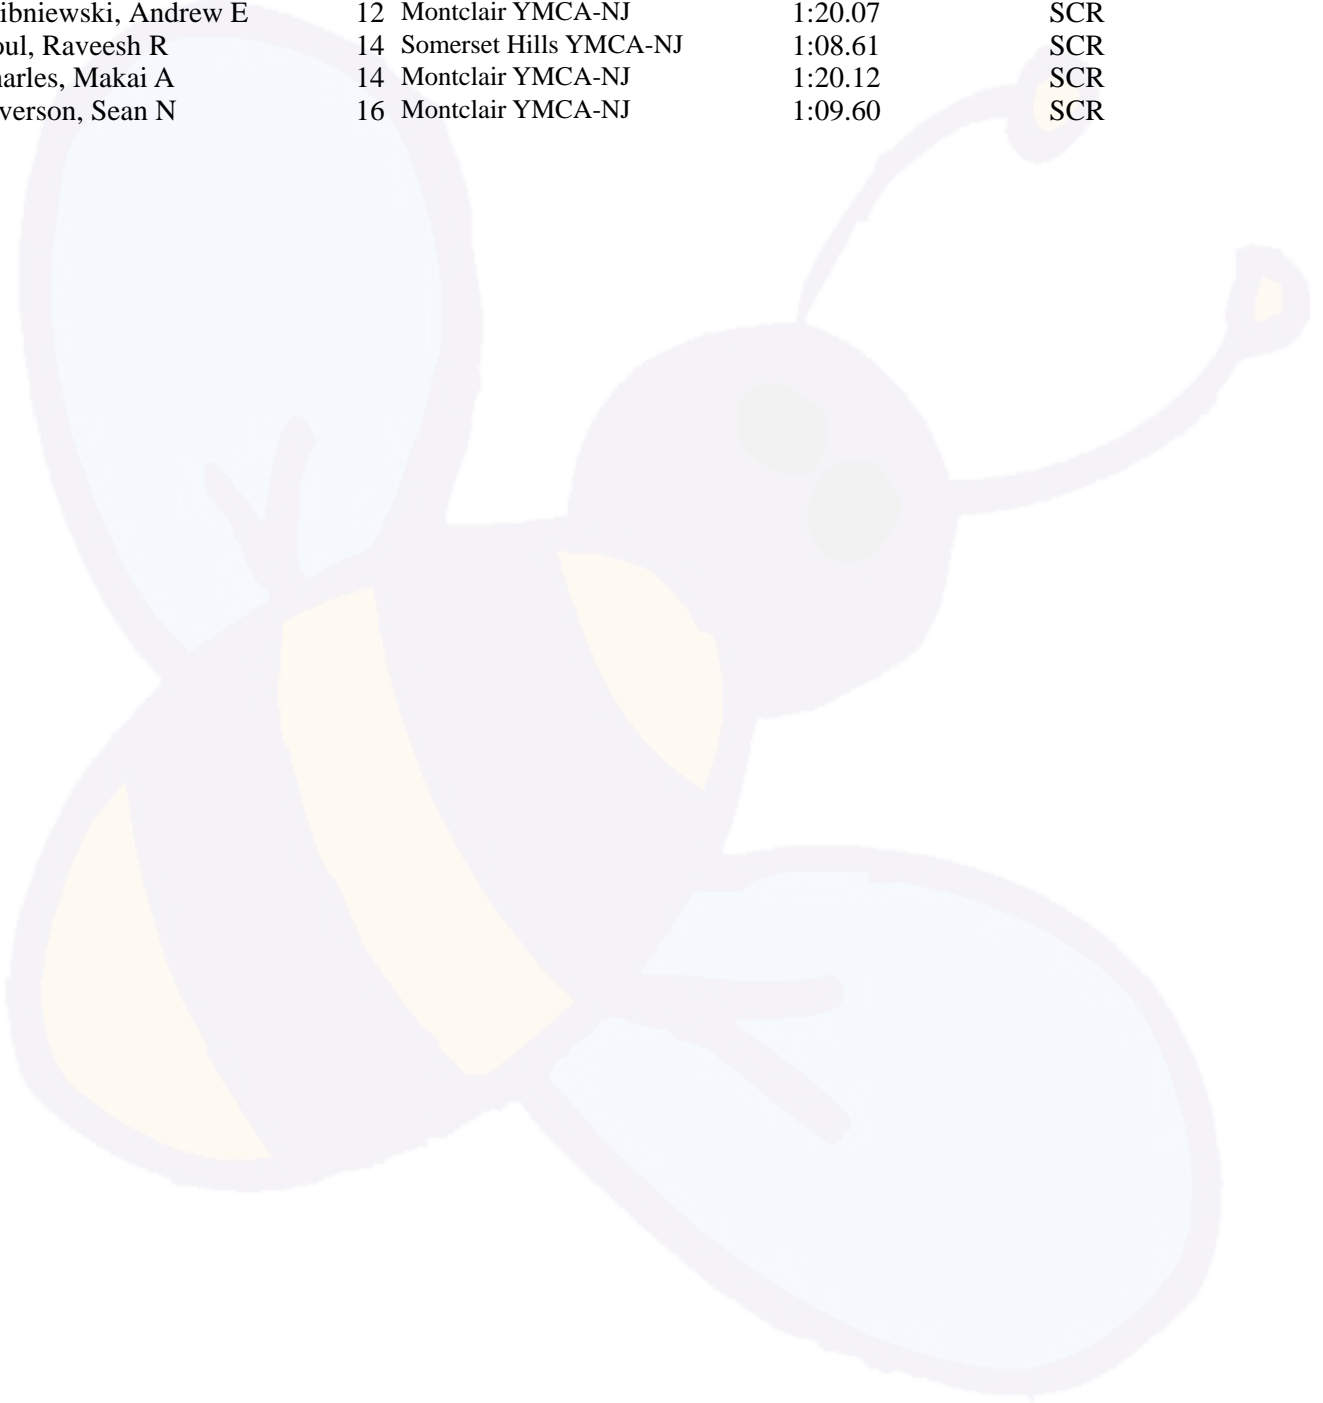 ibniewski, Andrew E 12 Montclair YMCA-NJ 1:20.07 SCR
oul, Raveesh R 14 Somerset Hills YMCA-NJ 1:08.61 SCR
harles, Makai A 14 Montclair YMCA-NJ 1:20.12 SCR
verson, Sean N 16 Montclair YMCA-NJ 1:09.60 SCR